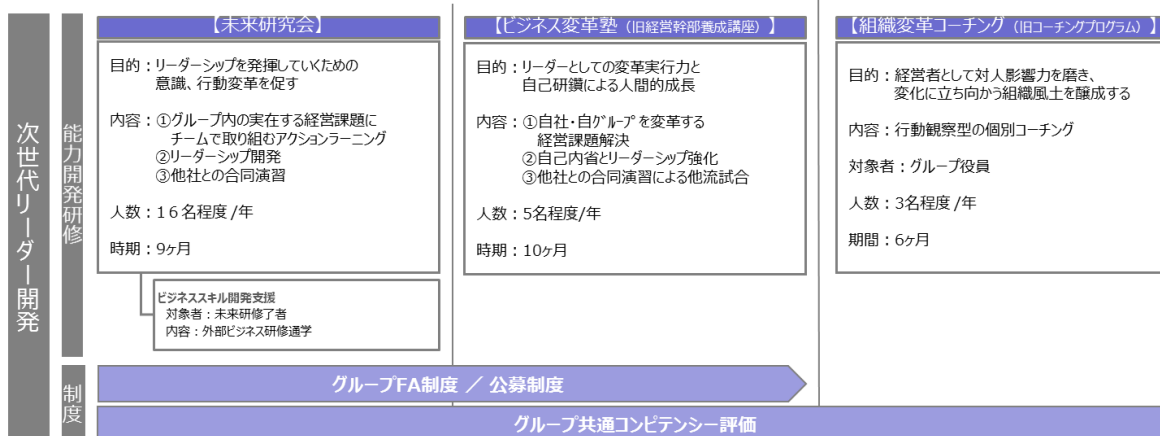 次世代リーダー開発
能力開発研修
【未来研究会】
目的：リーダーシップを発揮していくための
意識、行動変革を促す
内容：①グループ内の実在する経営課題に
チームで取り組むアクションラーニング
②リーダーシップ開発
③他社との合同演習
人数：16名程度/年
時期：9ヶ月
ビジネススキル開発支援
対象者：未来研修了者
内容：外部ビジネス研修通学
【ビジネス変革塾（旧経営幹部養成講座）】
目的：リーダーとしての変革実行力と
自己研鑽による人間的成長
内容：①自社・自グループを変革する
経営課題解決
②自己内省とリーダーシップ強化
③他社との合同演習による他流試合
人数：5名程度/年
時期：10ヶ月
【組織変革コーチング（旧コーチングプログラム）】
目的：経営者として対人影響力を磨き、
変化に立ち向かう組織風土を醸成する
内容：行動観察型の個別コーチング
対象者：グループ役員
人数：3名程度/年
期間：6ヶ月
制度
グループFA制度 ／ 公募制度
グループ共通コンピテンシー評価